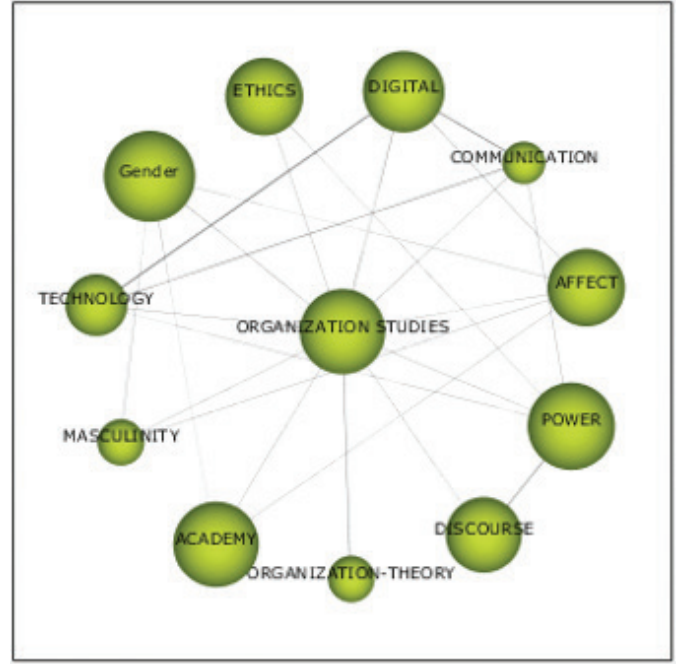 DIGITAL
ETHICS
COMMUNICATION
Gender
AFFECT
TECHNOLOGY
ORGANIZATION STUDIES
POWER
MASCULINITY
DISCOURSE
ACADEMY
ORGANIZATION-THEORY